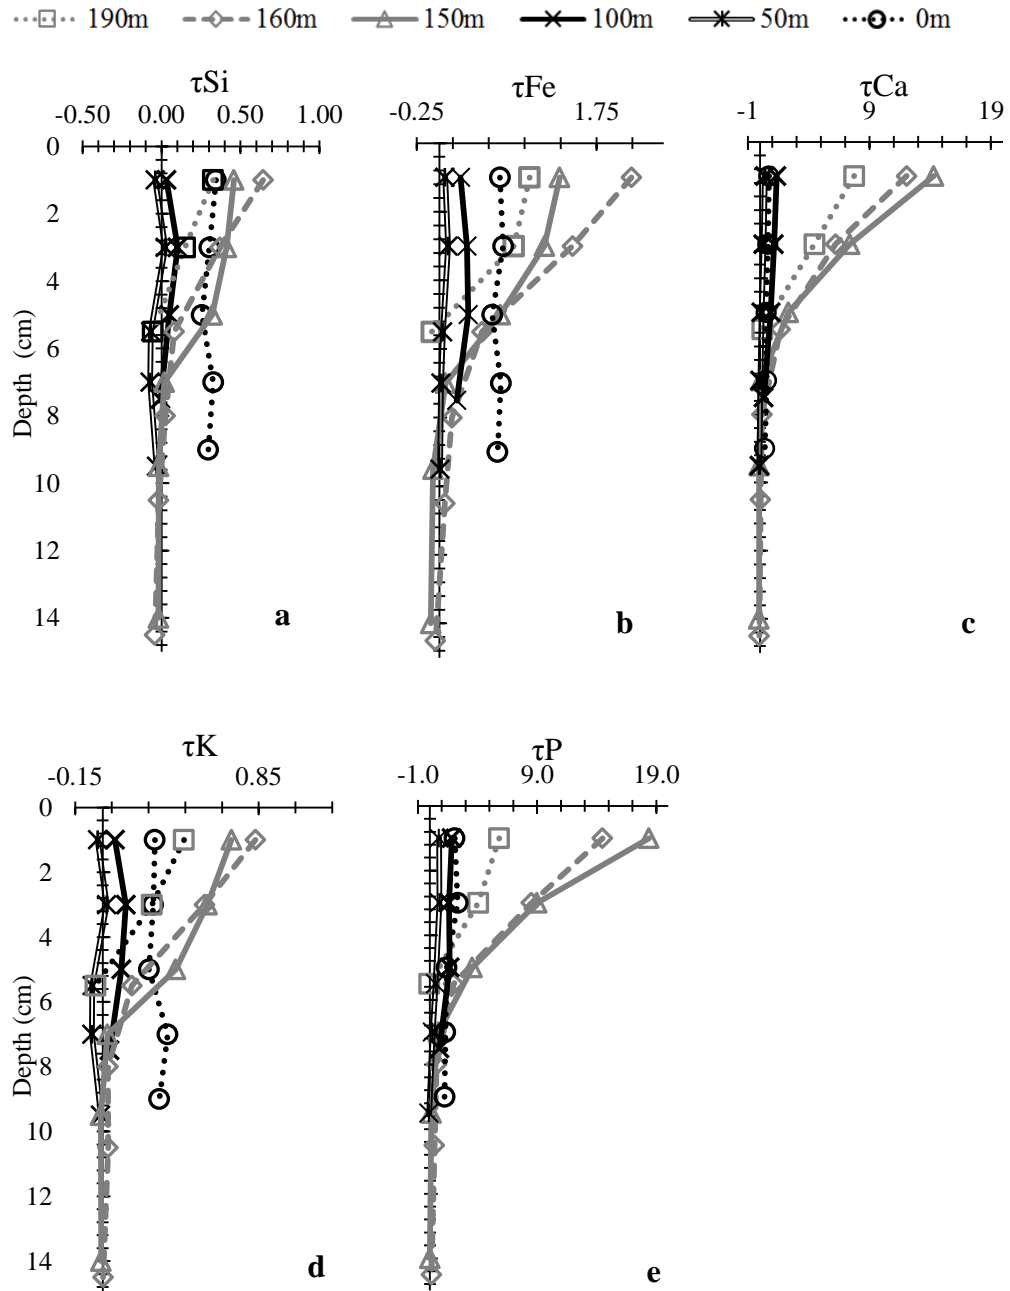 190m 160m 150m 100m 50m 0m
τSi τFe τCa
-0.50 0.00 0.50 1.00 -0.25 1.75 -1 9 19
0
2
4
6
8
10
12
14
Depth (cm)
a b c
τK τP
-0.15 0.85 -1.0 9.0 19.0
0
2
4
6
8
10
12
14
Depth (cm)
d e